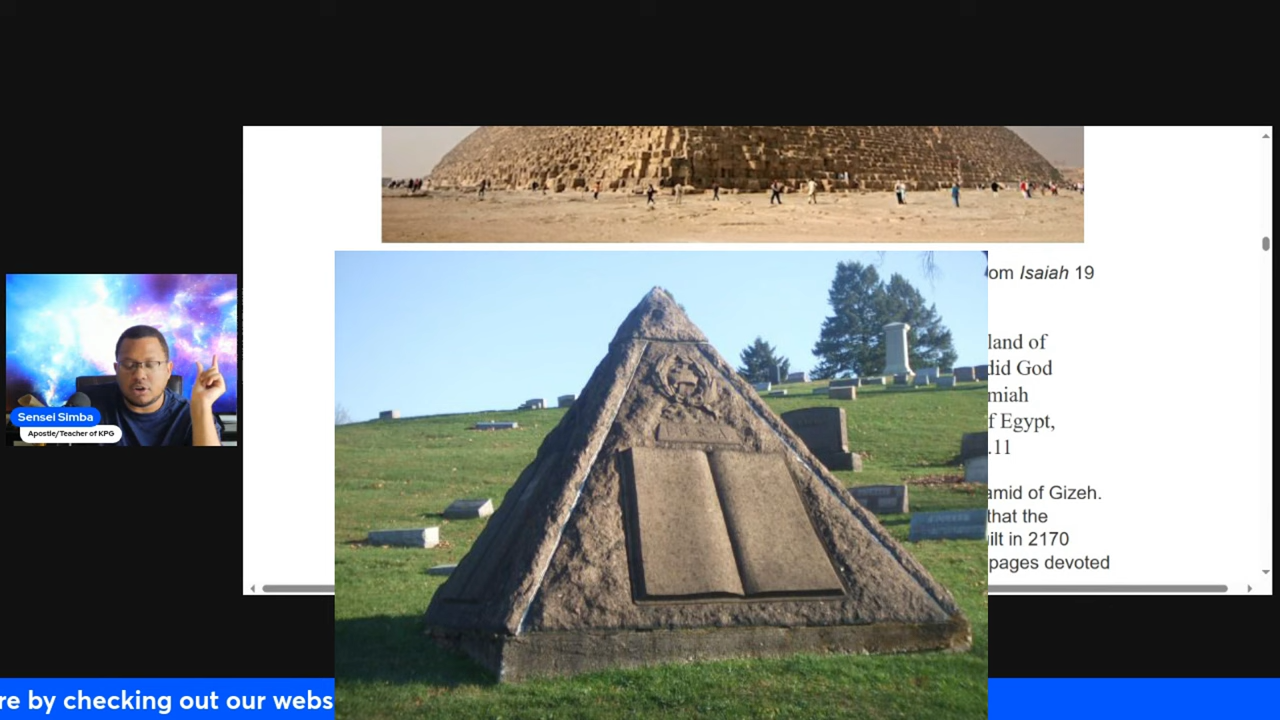 om Isaiah 19
land of
did God
miah
f Egypt,
.11
amid of Gizeh.
that the
ilt in 2170
pages devoted
Sensei Simba
Apostle/Teacher of KPG
re by checking out our webs